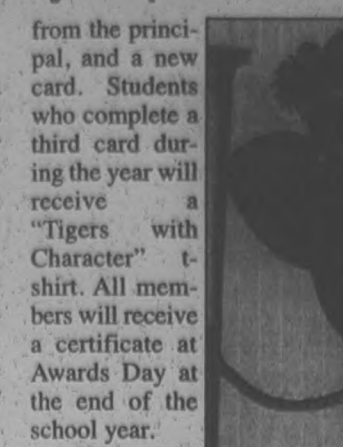 from the princi-
pal, and a new
card. Students
who complete a
third card dur-
ing the year will
receive a
“Tigers with
Character” t-
shirt. All mem-
bers will receive
a certificate at
Awards Day at
the end of the
school year.